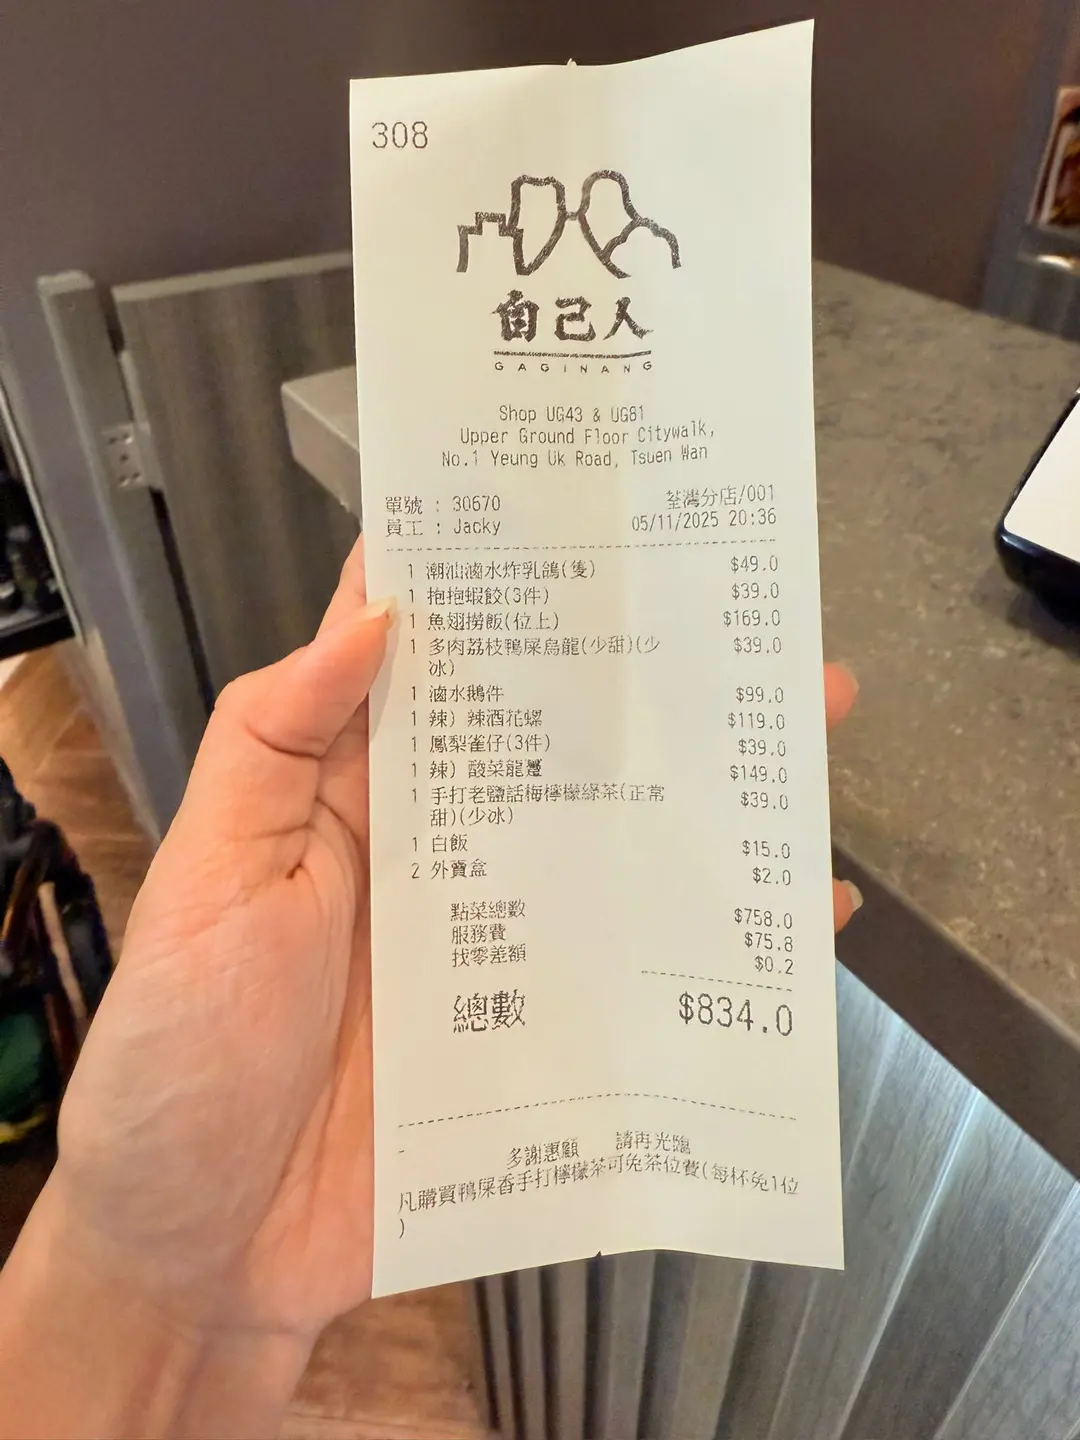 308
自己人
GAGINANG
Shop UG43 & UG81
Upper Ground Floor Citywalk,
No.1 Yeung Uk Road, Tsuen Wan
單號 : 30670 荃灣分店/001
員工 : Jacky 05/11/2025 20:36
1 潮汕滷水炸乳鴿(隻) $49.0
1 抱抱蝦餃(3件) $39.0
1 魚翅撈飯(位上) $169.0
1 多肉荔枝鴨屎烏龍(少甜)(少 $39.0
冰)
1 滷水鵝件 $99.0
1 辣) 辣酒花螺 $119.0
1 鳳梨雀仔(3件) $39.0
1 辣) 酸菜龍躉 $149.0
1 手打老鹽話梅檸檬綠茶(正常 $39.0
甜)(少冰)
1 白飯 $15.0
2 外賣盒 $2.0
點菜總數 $758.0
服務費 $75.8
找零差額 $0.2
總數 $834.0
多謝惠顧 請再光臨
凡購買鴨屎香手打檸檬茶可免茶位費(每杯免1位
)